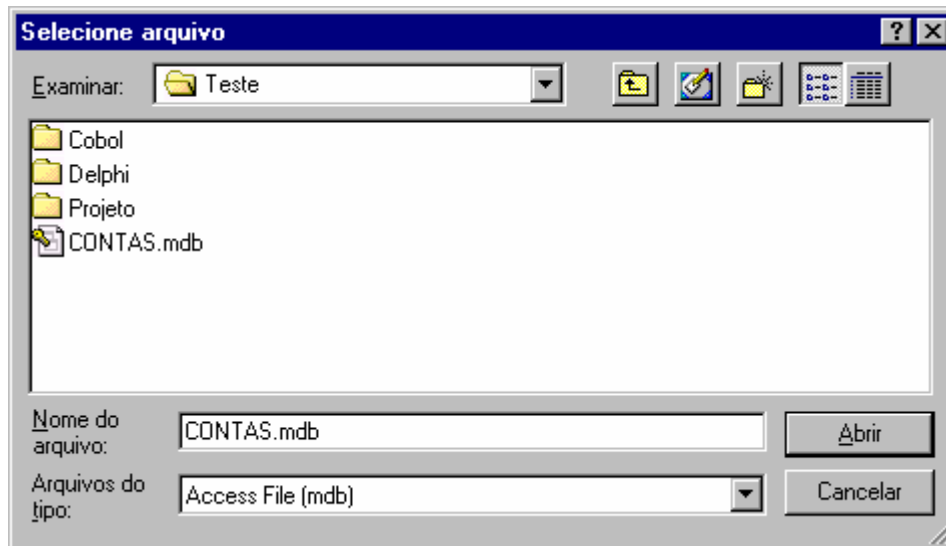 Selecione arquivo
Examinar: Teste
Cobol
Delphi
Projeto
CONTAS.mdb
Nome do
arquivo: CONTAS.mdb Abrir
Arquivos do
tipo: Access File (mdb) Cancelar